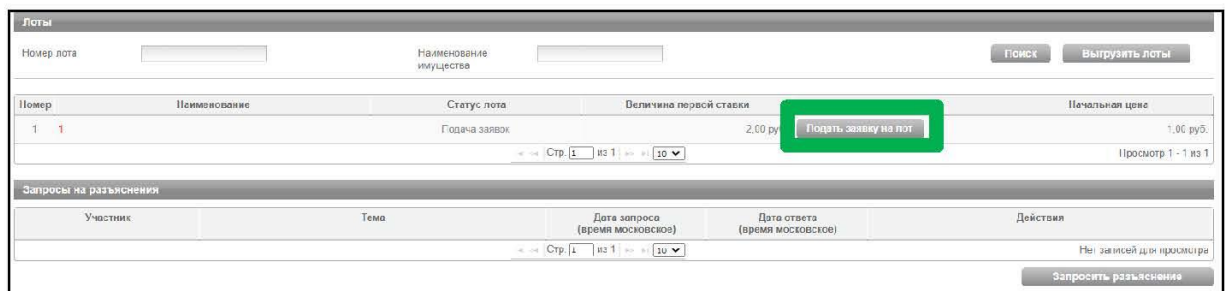 Лоты
Номер лота
Наименование
имущества
Поиск
Выгрузить лоты
Номер Наименование Статус лота Величина первой ставки Начальная цена
1 1 Подача заявок 2,00 ру Подать заявку на лот 1,00 руб.
Стр. 1 из 1 10 Просмотр 1 - 1 из 1
Запросы на разъяснения
Участник Тема Дата запроса Дата ответа Действия
(время московское) (время московское)
Стр. 1 из 1 10 Нет записей для просмотра
Запросить разъяснение